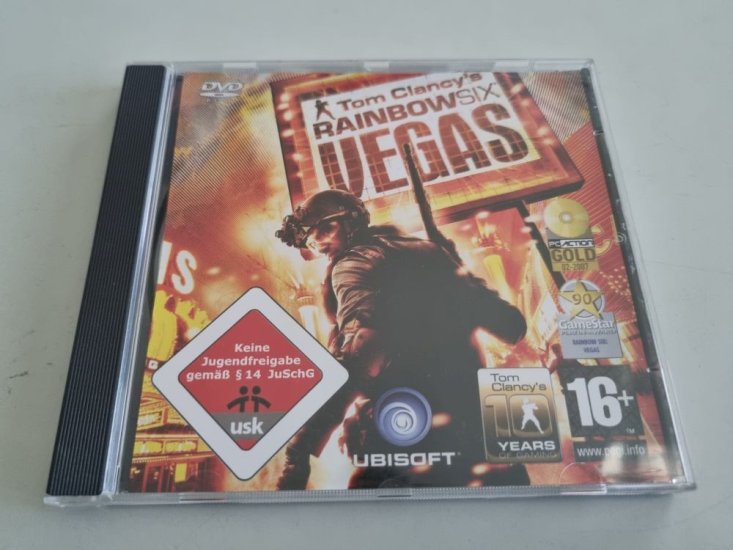 DVD
Tom Clancy's
RAINBOWSIX
VEGAS
PC ACTION
GOLD
02-2007
90
GameStar
RAINBOW SIX:
VEGAS
Keine
Jugendfreigabe
gemäß § 14 JuSchG
usk
UBISOFT
Tom
Clancy's
10
YEARS
OF GAMING
16+
TM
www.pegi.info